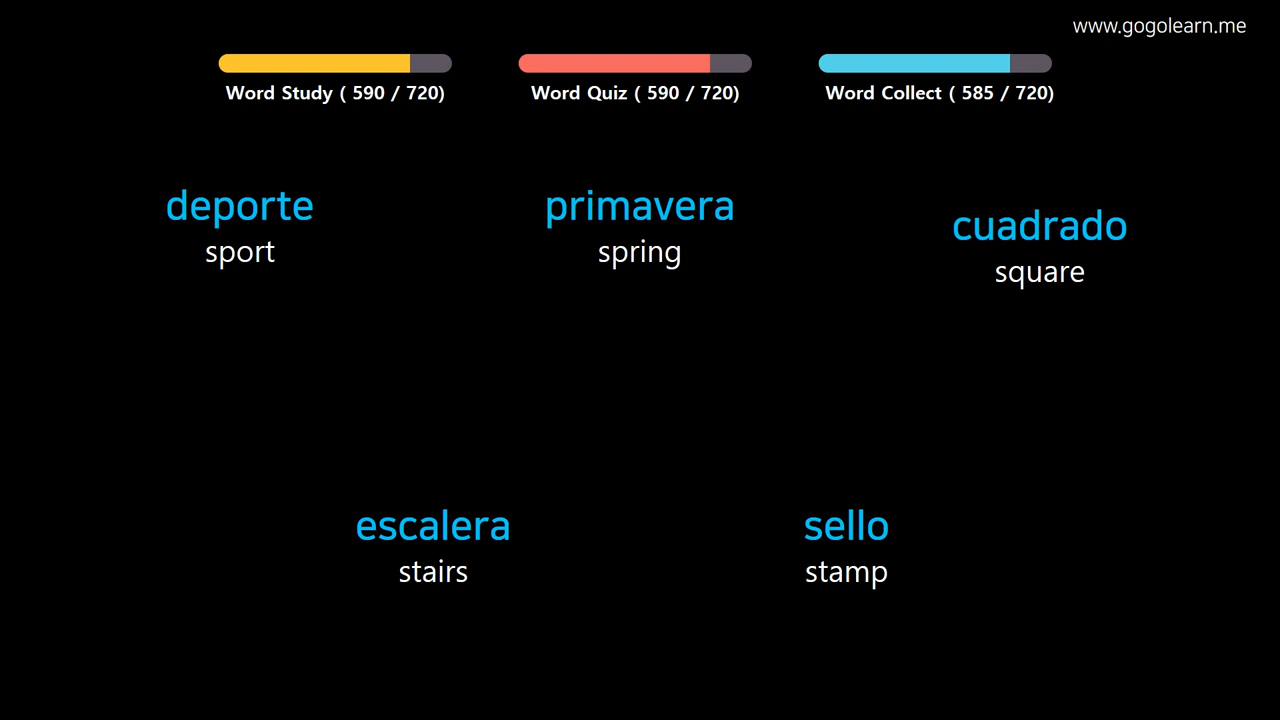 www.gogolearn.me
Word Study ( 590 / 720)
Word Quiz ( 590 / 720)
Word Collect ( 585 / 720)
deporte
sport
primavera
spring
cuadrado
square
escalera
stairs
sello
stamp